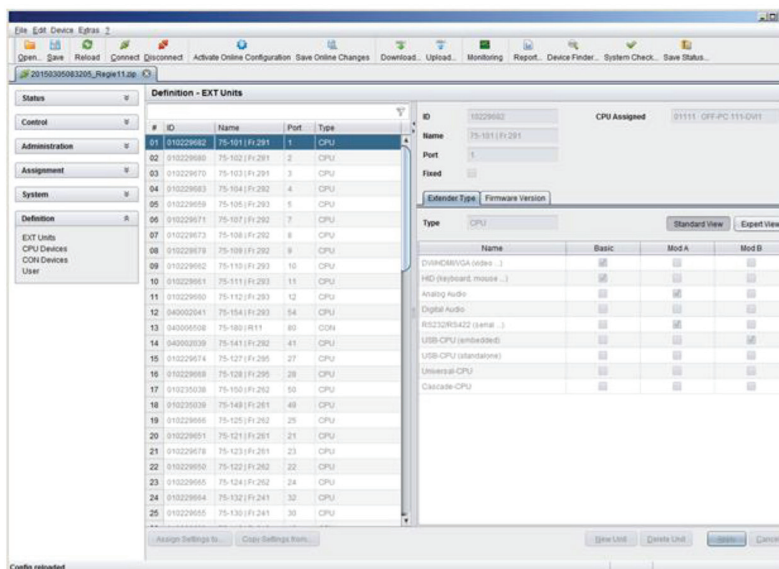 File Edit Device Extras ?
Open... Save Reload Connect Disconnect Activate Online Configuration Save Online Changes Download... Upload... Monitoring Report... Device Finder... System Check... Save Status...
20150305083205_Regie11.zip
Status
Control
Administration
Assignment
System
Definition
EXT Units
CPU Devices
CON Devices
User
Definition - EXT Units
# ID Name Port Type
01 010229682 75-101 | Fr.291 1 CPU
02 010229680 75-102 | Fr.291 2 CPU
03 010229670 75-103 | Fr.291 3 CPU
04 010229683 75-104 | Fr.292 4 CPU
05 010229659 75-105 | Fr.293 5 CPU
06 010229671 75-107 | Fr.292 7 CPU
07 010229673 75-108 | Fr.292 8 CPU
08 010229679 75-109 | Fr.292 9 CPU
09 010229662 75-110 | Fr.293 10 CPU
10 010229661 75-111 | Fr.293 11 CPU
11 010229660 75-112 | Fr.293 12 CPU
12 040002041 75-154 | Fr.293 54 CPU
13 040006508 75-180 | R11 80 CON
14 040002039 75-141 | Fr.292 41 CPU
15 010229674 75-127 | Fr.295 27 CPU
16 010229669 75-128 | Fr.295 28 CPU
17 010235038 75-150 | Fr.262 50 CPU
18 010235039 75-149 | Fr.261 49 CPU
19 010229666 75-125 | Fr.262 25 CPU
20 010229651 75-121 | Fr.261 21 CPU
21 010229678 75-123 | Fr.261 23 CPU
22 010229650 75-122 | Fr.262 22 CPU
23 010229665 75-124 | Fr.262 24 CPU
24 010229664 75-132 | Fr.241 32 CPU
25 010229655 75-130 | Fr.241 30 CPU
Assign Settings to... Copy Settings from...
ID 10229682 CPU Assigned 01111 OFF-PC 111-DVI1
Name 75-101 | Fr.291
Port 1
Fixed
Extender Type Firmware Version
Type CPU Standard View Expert View
Name Basic Mod A Mod B
DVI/HDMI/VGA (video ...)
HID (keyboard, mouse ...)
Analog Audio
Digital Audio
RS232/RS422 (serial ...)
USB-CPU (embedded)
USB-CPU (standalone)
Universal-CPU
Cascade-CPU
New Unit Delete Unit Apply Cancel
Config reloaded